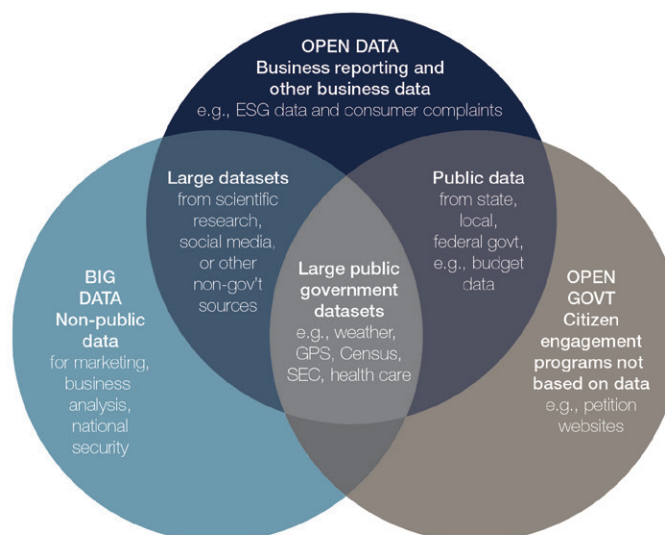 OPEN DATA
Business reporting and
other business data
e.g., ESG data and consumer complaints
Large datasets
from scientific
research,
social media,
or other
non-gov't
sources
Public data
from state,
local,
federal govt,
e.g., budget
data
BIG
DATA
Non-public
data
for marketing,
business
analysis,
national
security
Large public
government
datasets
e.g., weather,
GPS, Census,
SEC, health care
OPEN
GOVT
Citizen
engagement
programs not
based on data
e.g., petition
websites